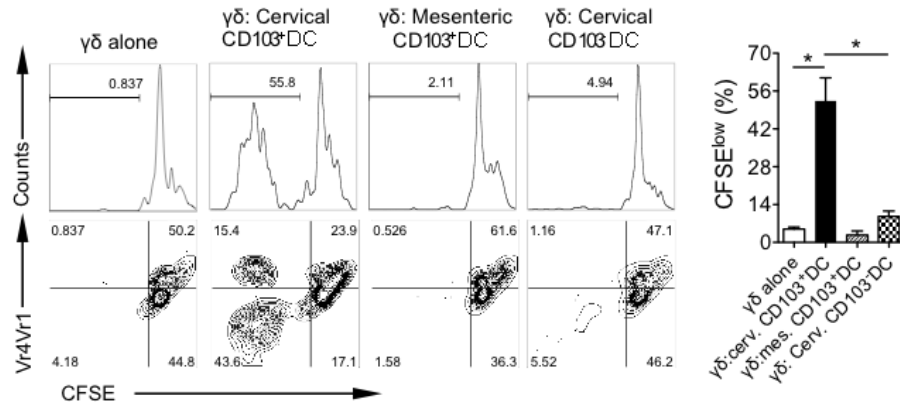 γδ alone
γδ: Cervical
CD103⁺DC
γδ: Mesenteric
CD103⁺DC
γδ: Cervical
CD103 DC
Counts
0.837
55.8
2.11
4.94
Vr4Vr1
0.837
50.2
4.18
44.8
15.4
23.9
43.6
17.1
0.526
61.6
1.58
36.3
1.16
47.1
5.52
46.2
CFSE
CFSEˡᵒʷ (%)
70
56
42
28
14
0
*
*
γδ alone
γδ:cerv. CD103⁺DC
γδ:mes. CD103⁺DC
γδ: Cerv. CD103⁻DC